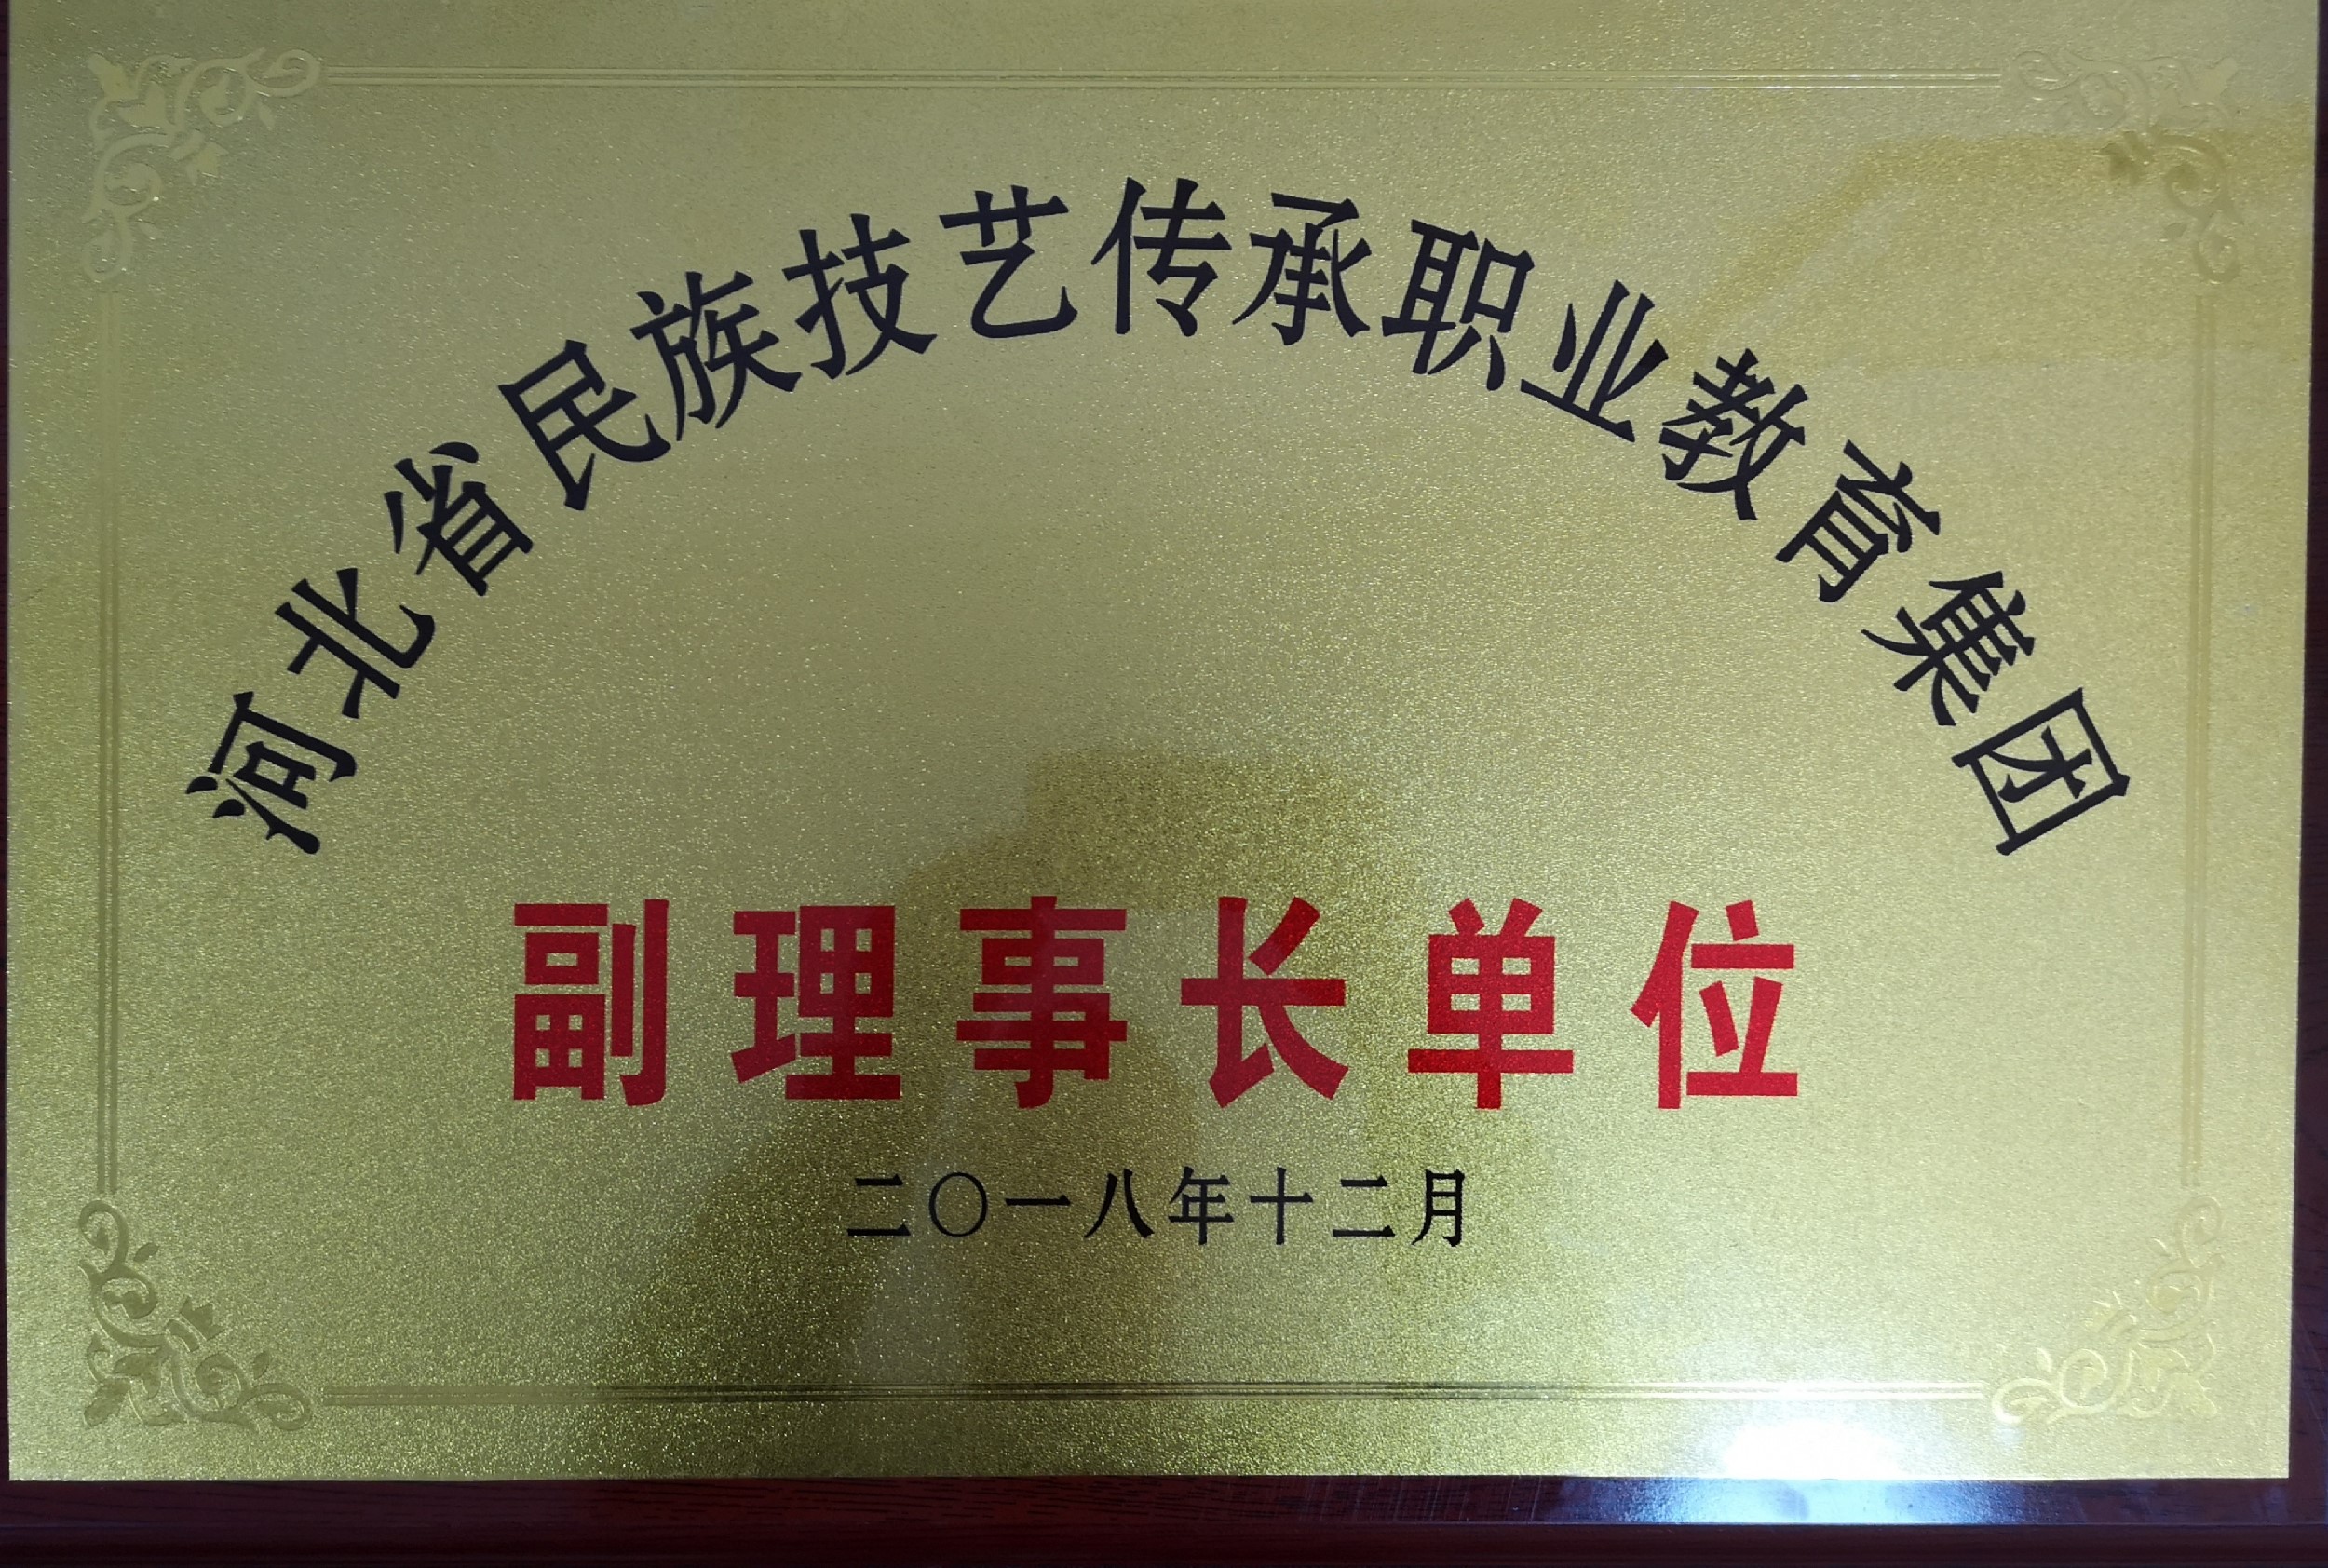 河北省民族技艺传承职业教育集团
副理事长单位
二〇一八年十二月